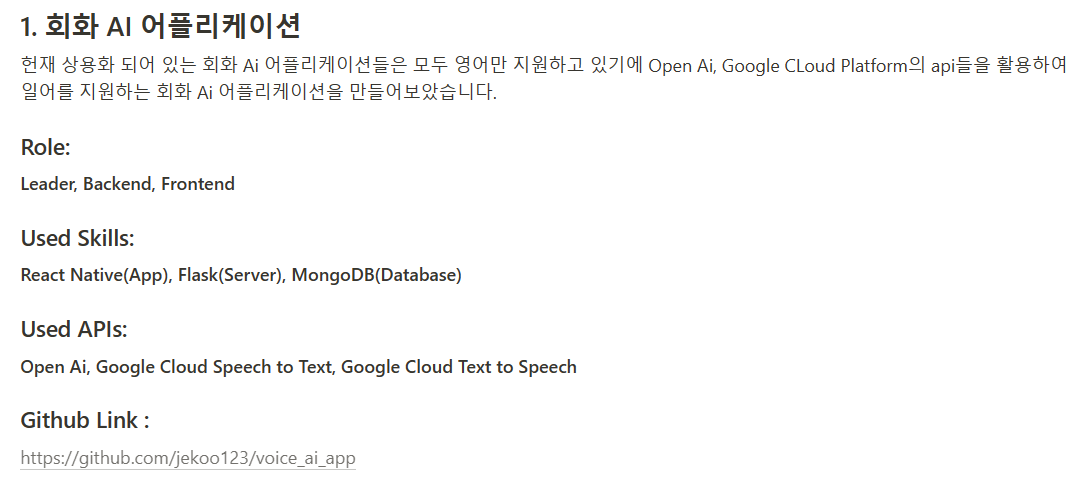 1. 회화 AI 어플리케이션
현재 상용화 되어 있는 회화 Ai 어플리케이션들은 모두 영어만 지원하고 있기에 Open Ai, Google CLoud Platform의 api들을 활용하여
일어를 지원하는 회화 Ai 어플리케이션을 만들어보았습니다.
Role:
Leader, Backend, Frontend
Used Skills:
React Native(App), Flask(Server), MongoDB(Database)
Used APIs:
Open Ai, Google Cloud Speech to Text, Google Cloud Text to Speech
Github Link :
https://github.com/jekoo123/voice_ai_app